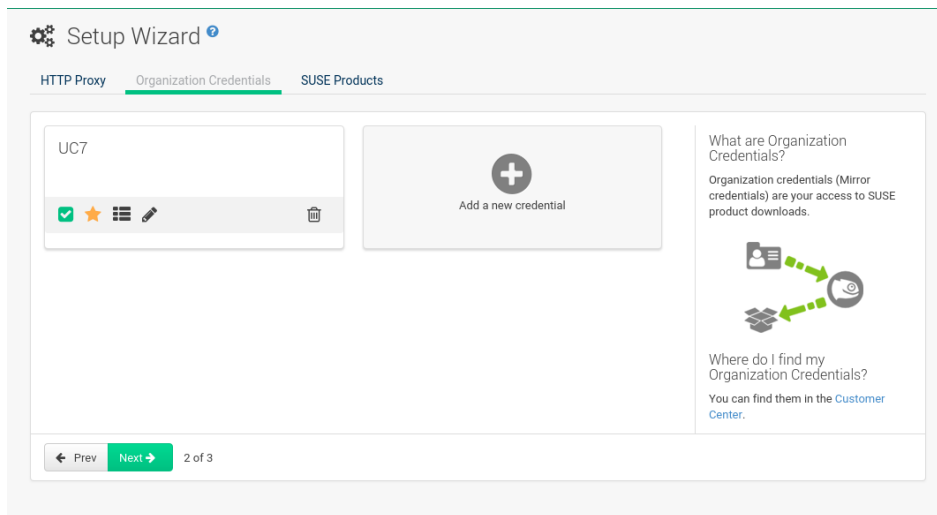 Setup Wizard ?
HTTP Proxy Organization Credentials SUSE Products
UC7
Add a new credential
What are Organization
Credentials?
Organization credentials (Mirror
credentials) are your access to SUSE
product downloads.
Where do I find my
Organization Credentials?
You can find them in the Customer
Center.
Prev Next 2 of 3